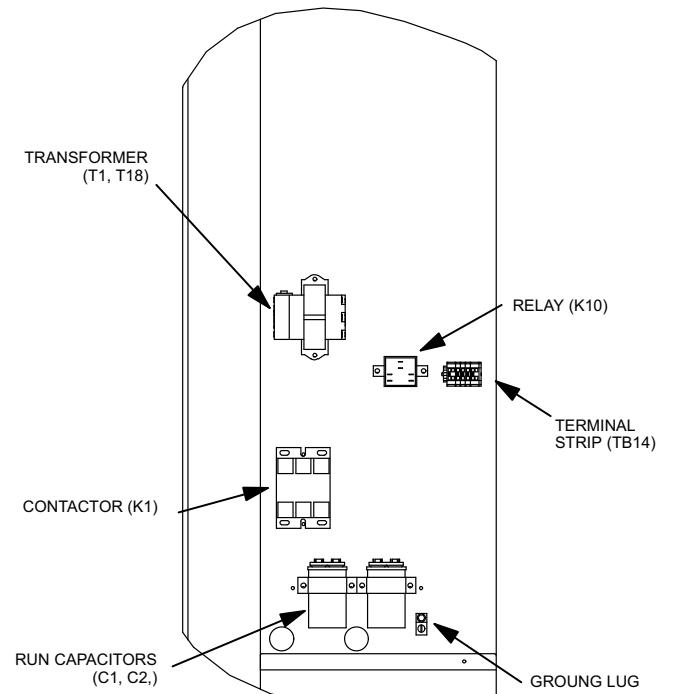 TRANSFORMER
(T1, T18)
RELAY (K10)
TERMINAL
STRIP (TB14)
CONTACTOR (K1)
RUN CAPACITORS
(C1, C2,)
GROUNG LUG